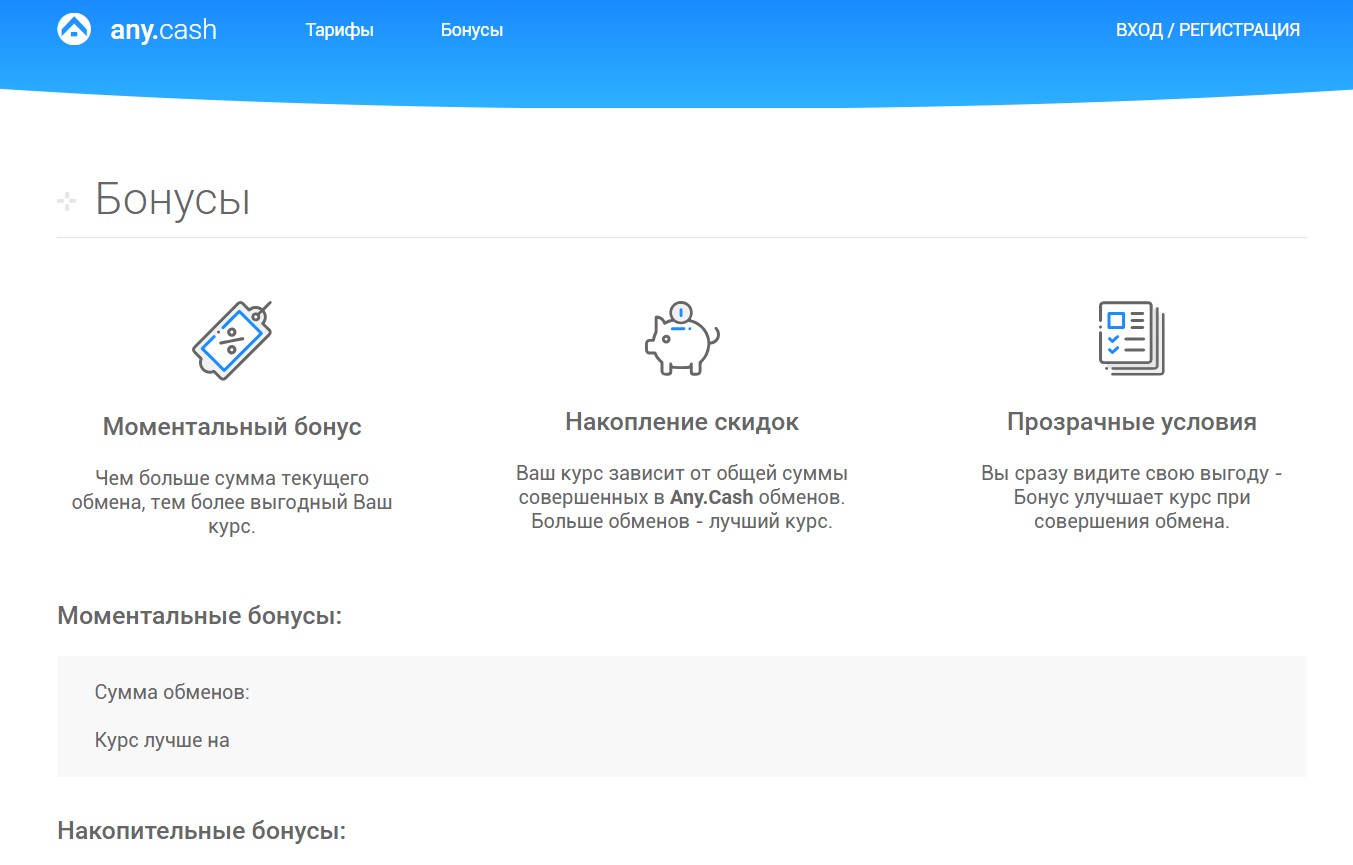 any.cash Тарифы Бонусы ВХОД / РЕГИСТРАЦИЯ
Бонусы
Моментальный бонус
Чем больше сумма текущего
обмена, тем более выгодный Ваш
курс.
Накопление скидок
Ваш курс зависит от общей суммы
совершенных в Any.Cash обменов.
Больше обменов - лучший курс.
Прозрачные условия
Вы сразу видите свою выгоду -
Бонус улучшает курс при
совершения обмена.
Моментальные бонусы:
Сумма обменов:
Курс лучше на
Накопительные бонусы: